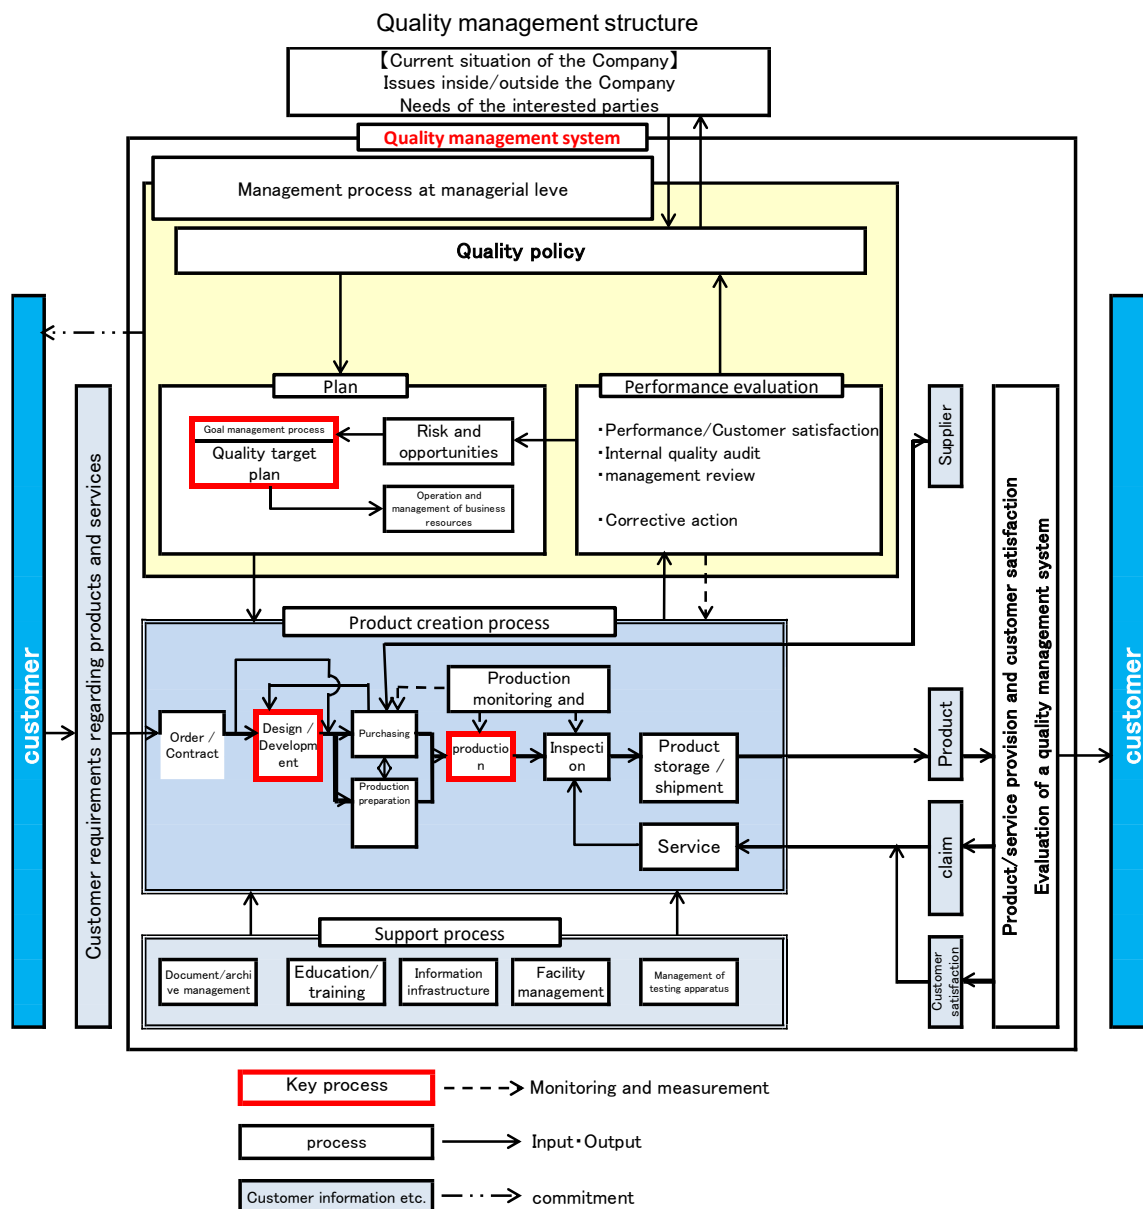 Quality management structure
【Current situation of the Company】
Issues inside/outside the Company
Needs of the interested parties
Quality management system
Management process at managerial leve
Quality policy
Plan
Goal management process
Quality target
plan
Risk and
opportunities
Operation and
management of business
resources
Performance evaluation
・Performance/Customer satisfaction
・Internal quality audit
・management review
・Corrective action
Supplier
customer
Customer requirements regarding products and services
Product creation process
Production
monitoring and
Order /
Contract
Design /
Developm
ent
Purchasing
Production
preparation
productio
n
Inspecti
on
Product
storage /
shipment
Service
Product
claim
Customer
satisfaction
Product/service provision and customer satisfaction
Evaluation of a quality management system
customer
Support process
Document/archi
ve management
Education/
training
Information
infrastructure
Facility
management
Management of
testing apparatus
Key process
Monitoring and measurement
process
Input・Output
Customer information etc.
commitment